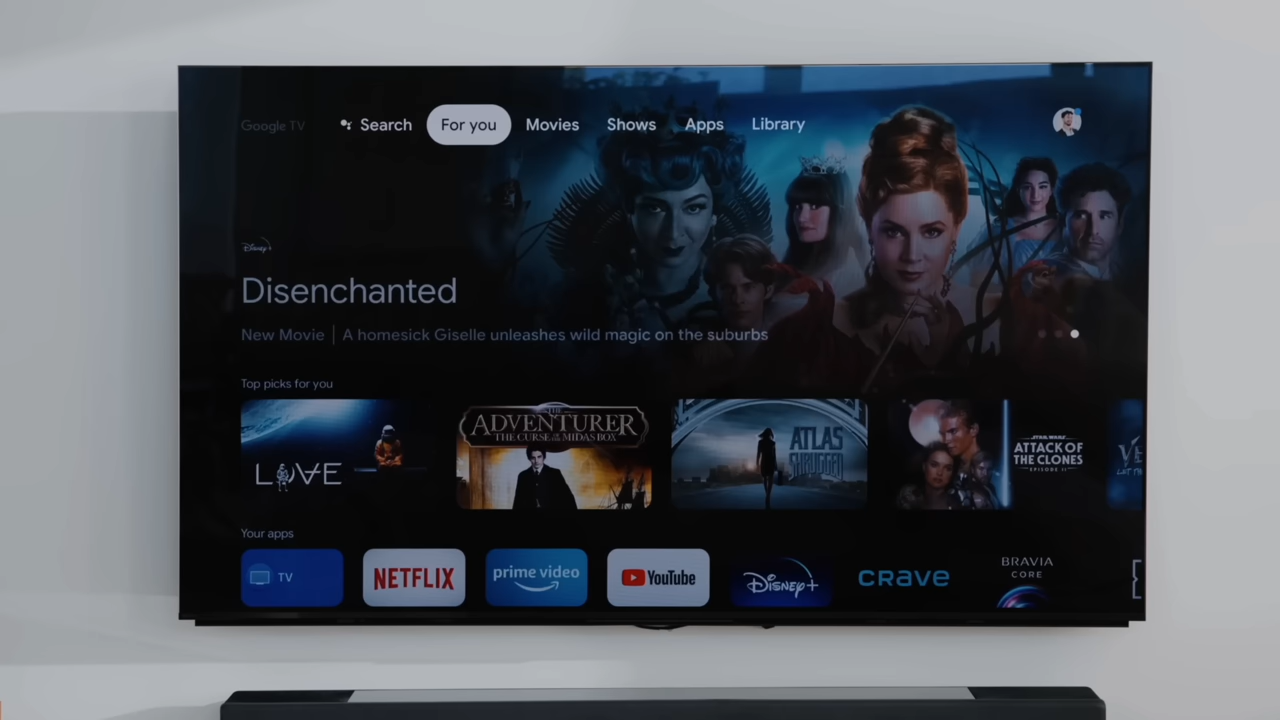 Google TV
Search
For you
Movies
Shows
Apps
Library
Disney+
Disenchanted
New Movie | A homesick Giselle unleashes wild magic on the suburbs
Top picks for you
LOVE
THE
ADVENTURER
THE CURSE OF THE MIDAS BOX
ATLAS
SHRUGGED
STAR WARS
ATTACK OF
THE CLONES
EPISODE II
Your apps
TV
NETFLIX
prime video
YouTube
Disney+
CRAVE
BRAVIA
CORE